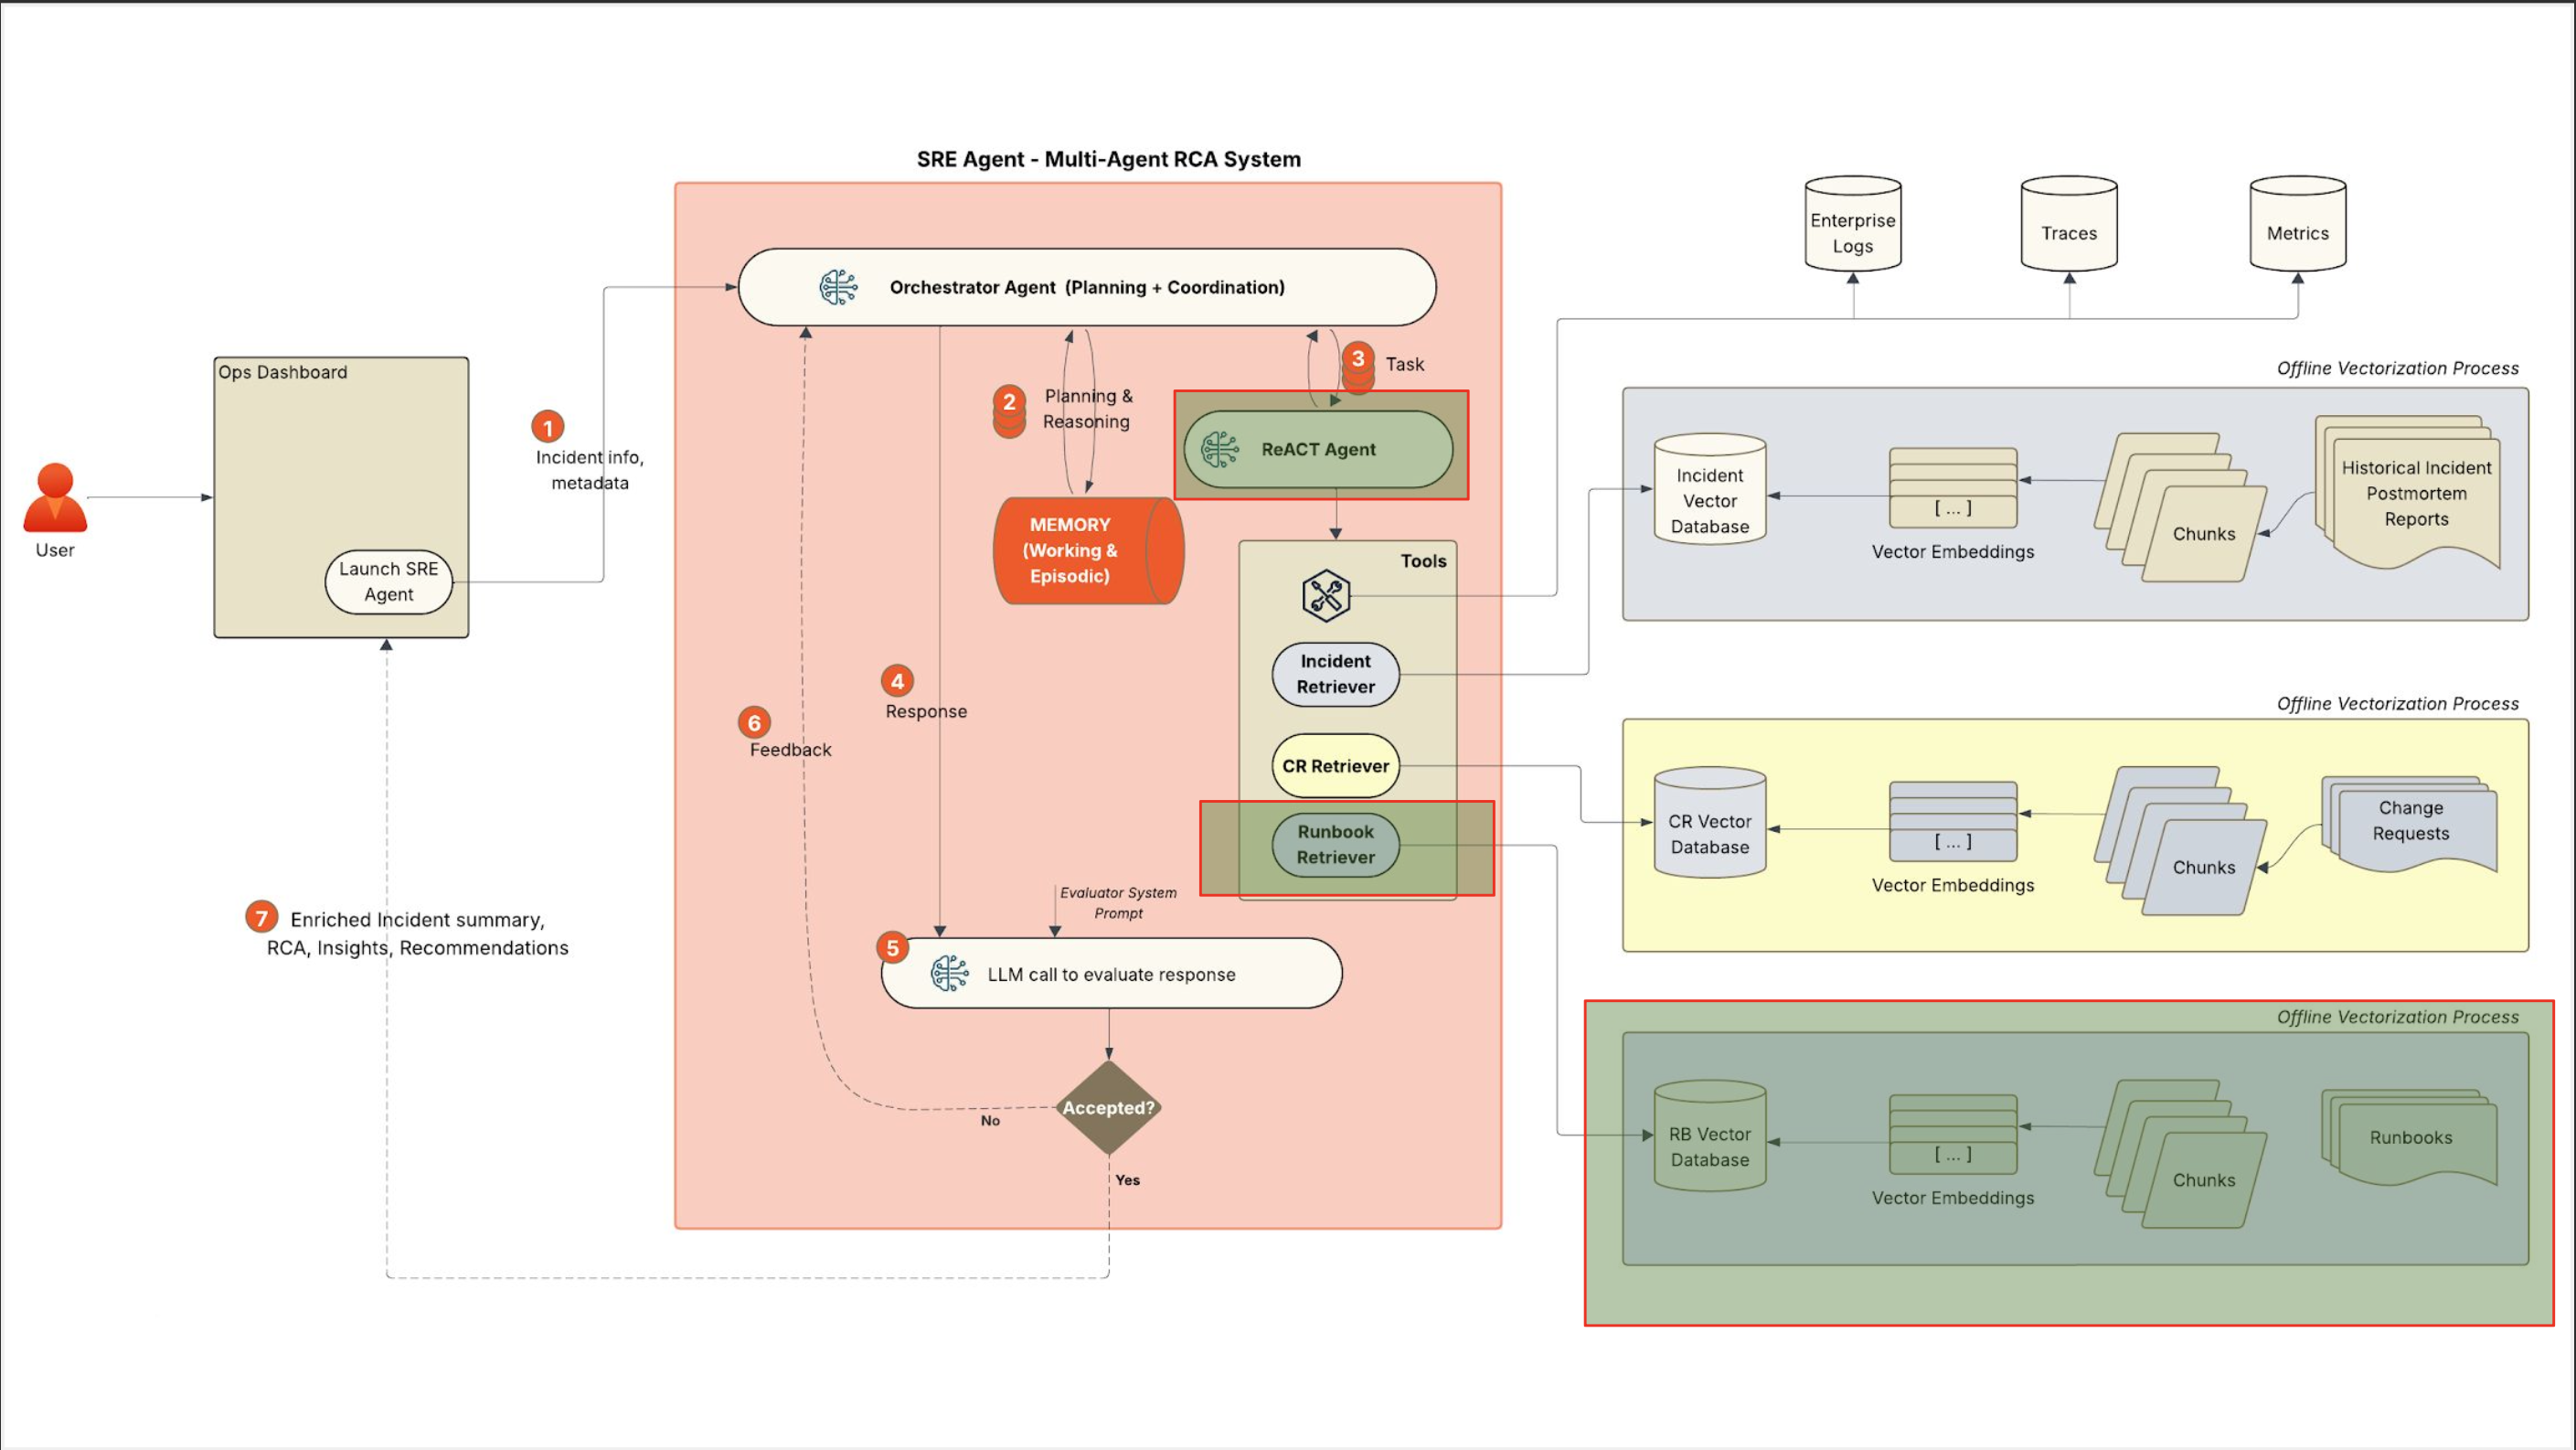 SRE Agent - Multi-Agent RCA System
Orchestrator Agent (Planning + Coordination)
Ops Dashboard
User
Launch SRE
Agent
1
Incident info,
metadata
2
Planning &
Reasoning
3
Task
ReACT Agent
MEMORY
(Working &
Episodic)
Tools
Incident
Retriever
CR Retriever
Runbook
Retriever
4
Response
6
Feedback
Evaluator System
Prompt
5
LLM call to evaluate response
Accepted?
No
Yes
7
Enriched Incident summary,
RCA, Insights, Recommendations
Enterprise
Logs
Traces
Metrics
Offline Vectorization Process
Incident
Vector
Database
[ ... ]
Vector Embeddings
Chunks
Historical Incident
Postmortem
Reports
Offline Vectorization Process
CR Vector
Database
[ ... ]
Vector Embeddings
Chunks
Change
Requests
Offline Vectorization Process
RB Vector
Database
[ ... ]
Vector Embeddings
Chunks
Runbooks